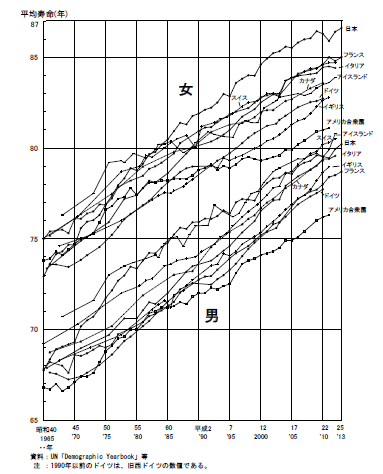 平均寿命(年)
87
日本
85
フランス
イタリア
カナダ
アイスランド
女
スイス
ドイツ
イギリス
アメリカ合衆国
80
アイスランド
スイス
日本
イタリア
イギリス
フランス
カナダ
ドイツ
アメリカ合衆国
75
70
男
65
昭和40 45 50 55 60 平成2 7 12 17 22 25
1965 '70 '75 '80 '85 '90 '95 2000 '05 '10 '13
‥年
資料：UN「Demographic Yearbook」等
注：1990年以前のドイツは、旧西ドイツの数値である。